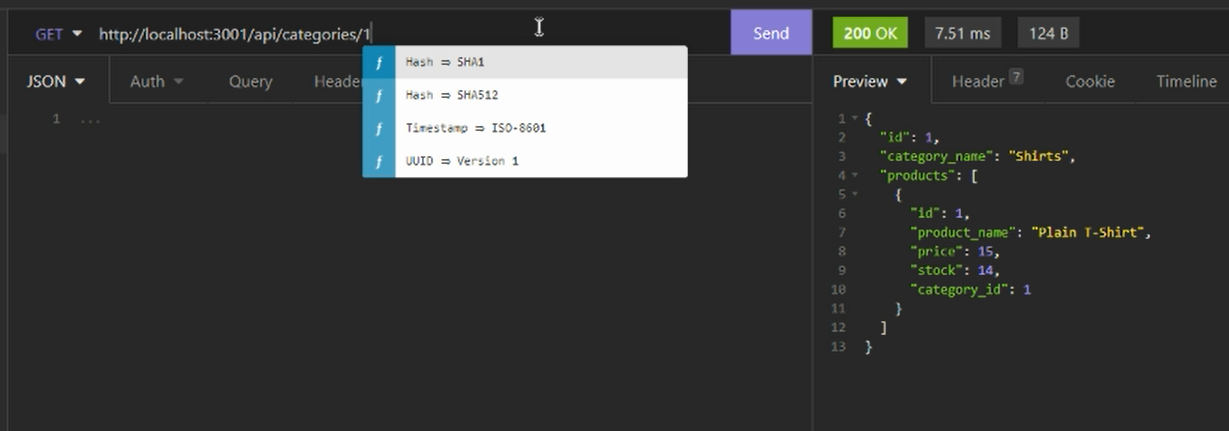 GET http://localhost:3001/api/categories/1 Send 200 OK 7.51 ms 124 B
JSON Auth Query Header
1 ...
f Hash ⇒ SHA1
f Hash ⇒ SHA512
f Timestamp ⇒ ISO-8601
f UUID ⇒ Version 1
Preview Header 7 Cookie Timeline
1 {
2 "id": 1,
3 "category_name": "Shirts",
4 "products": [
5 {
6 "id": 1,
7 "product_name": "Plain T-Shirt",
8 "price": 15,
9 "stock": 14,
10 "category_id": 1
11 }
12 ]
13 }